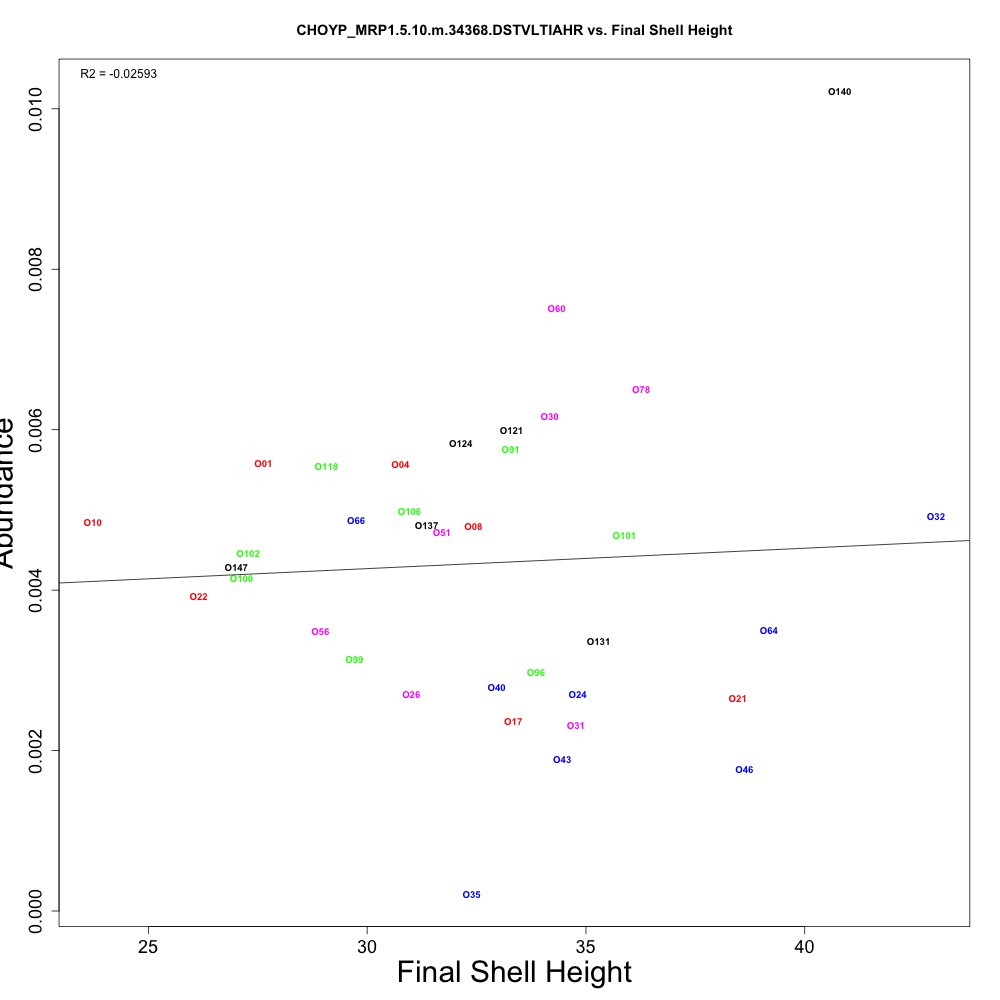 CHOYP_MRP1.5.10.m.34368.DSTVLTIAHR vs. Final Shell Height
R2 = -0.02593
0.010
O140
0.008
O60
O78
O30
0.006
O121
O124
O91
O01
O118
O04
O106
O32
O10
O66
O137
O08
O51
O101
O102
O147
O100
0.004
O22
O56
O64
O131
O99
O96
O40
O26
O24
O21
O17
O31
0.002
O43
O46
O35
0.000
25
30
35
40
Final Shell Height
Abundance